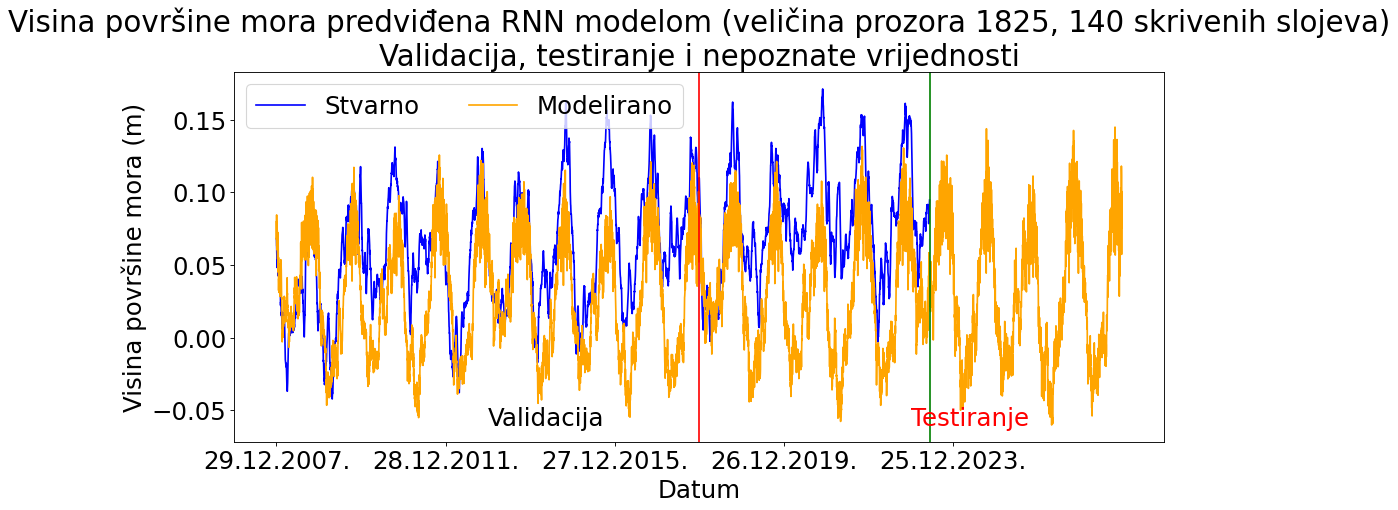 Visina površine mora predviđena RNN modelom (veličina prozora 1825, 140 skrivenih slojeva)
Validacija, testiranje i nepoznate vrijednosti
Stvarno Modelirano
Visina površine mora (m)
0.15
0.10
0.05
0.00
−0.05
Validacija Testiranje
29.12.2007. 28.12.2011. 27.12.2015. 26.12.2019. 25.12.2023.
Datum